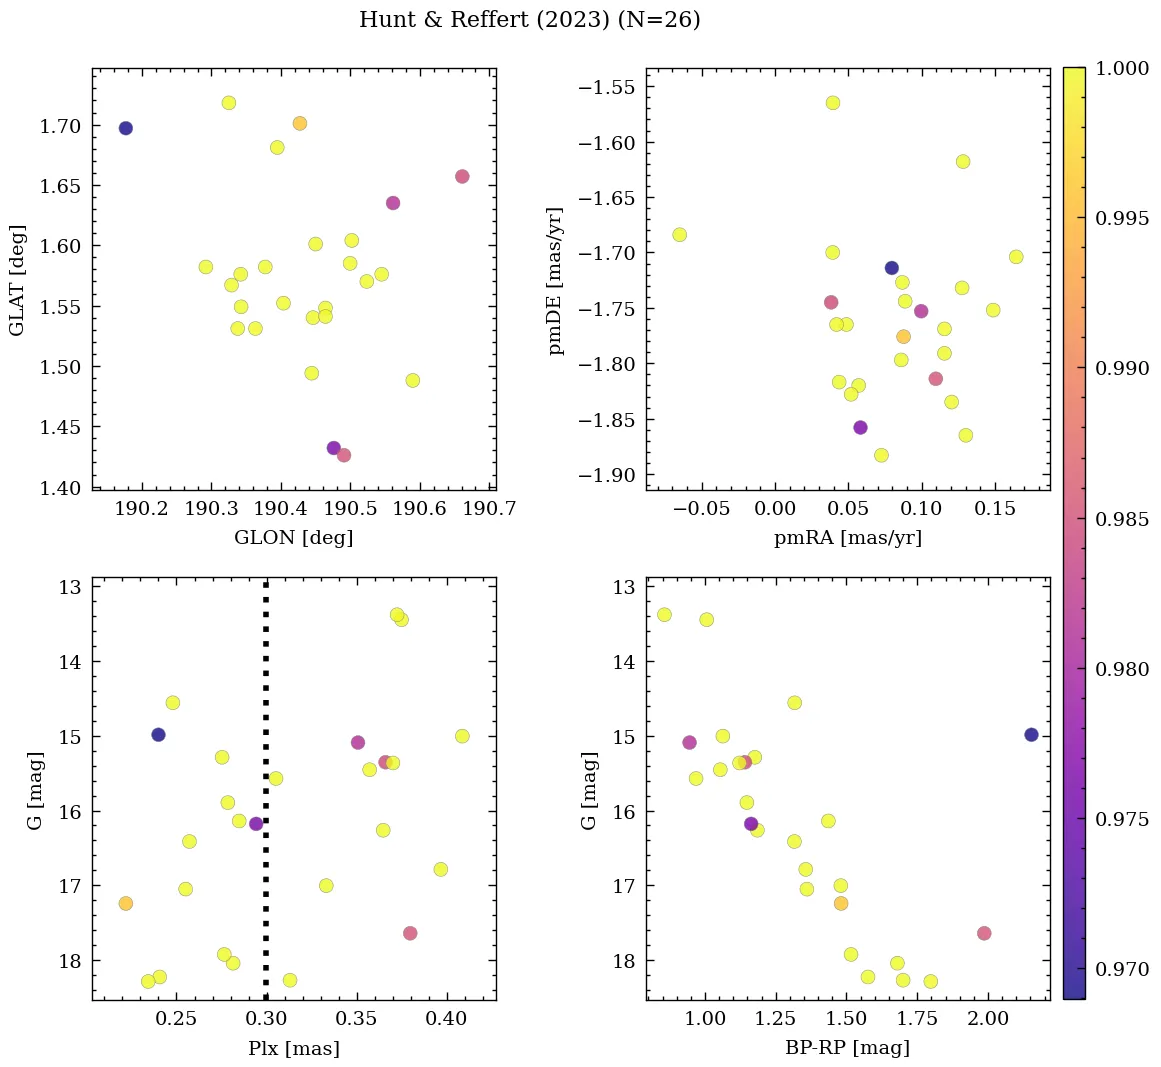 Hunt & Reffert (2023) (N=26)
1.70
1.65
1.60
1.55
1.50
1.45
1.40
GLAT [deg]
190.2 190.3 190.4 190.5 190.6 190.7
GLON [deg]
−1.55
−1.60
−1.65
−1.70
−1.75
−1.80
−1.85
−1.90
pmDE [mas/yr]
−0.05 0.00 0.05 0.10 0.15
pmRA [mas/yr]
13
14
15
16
17
18
G [mag]
0.25 0.30 0.35 0.40
Plx [mas]
13
14
15
16
17
18
G [mag]
1.00 1.25 1.50 1.75 2.00
BP-RP [mag]
1.000
0.995
0.990
0.985
0.980
0.975
0.970